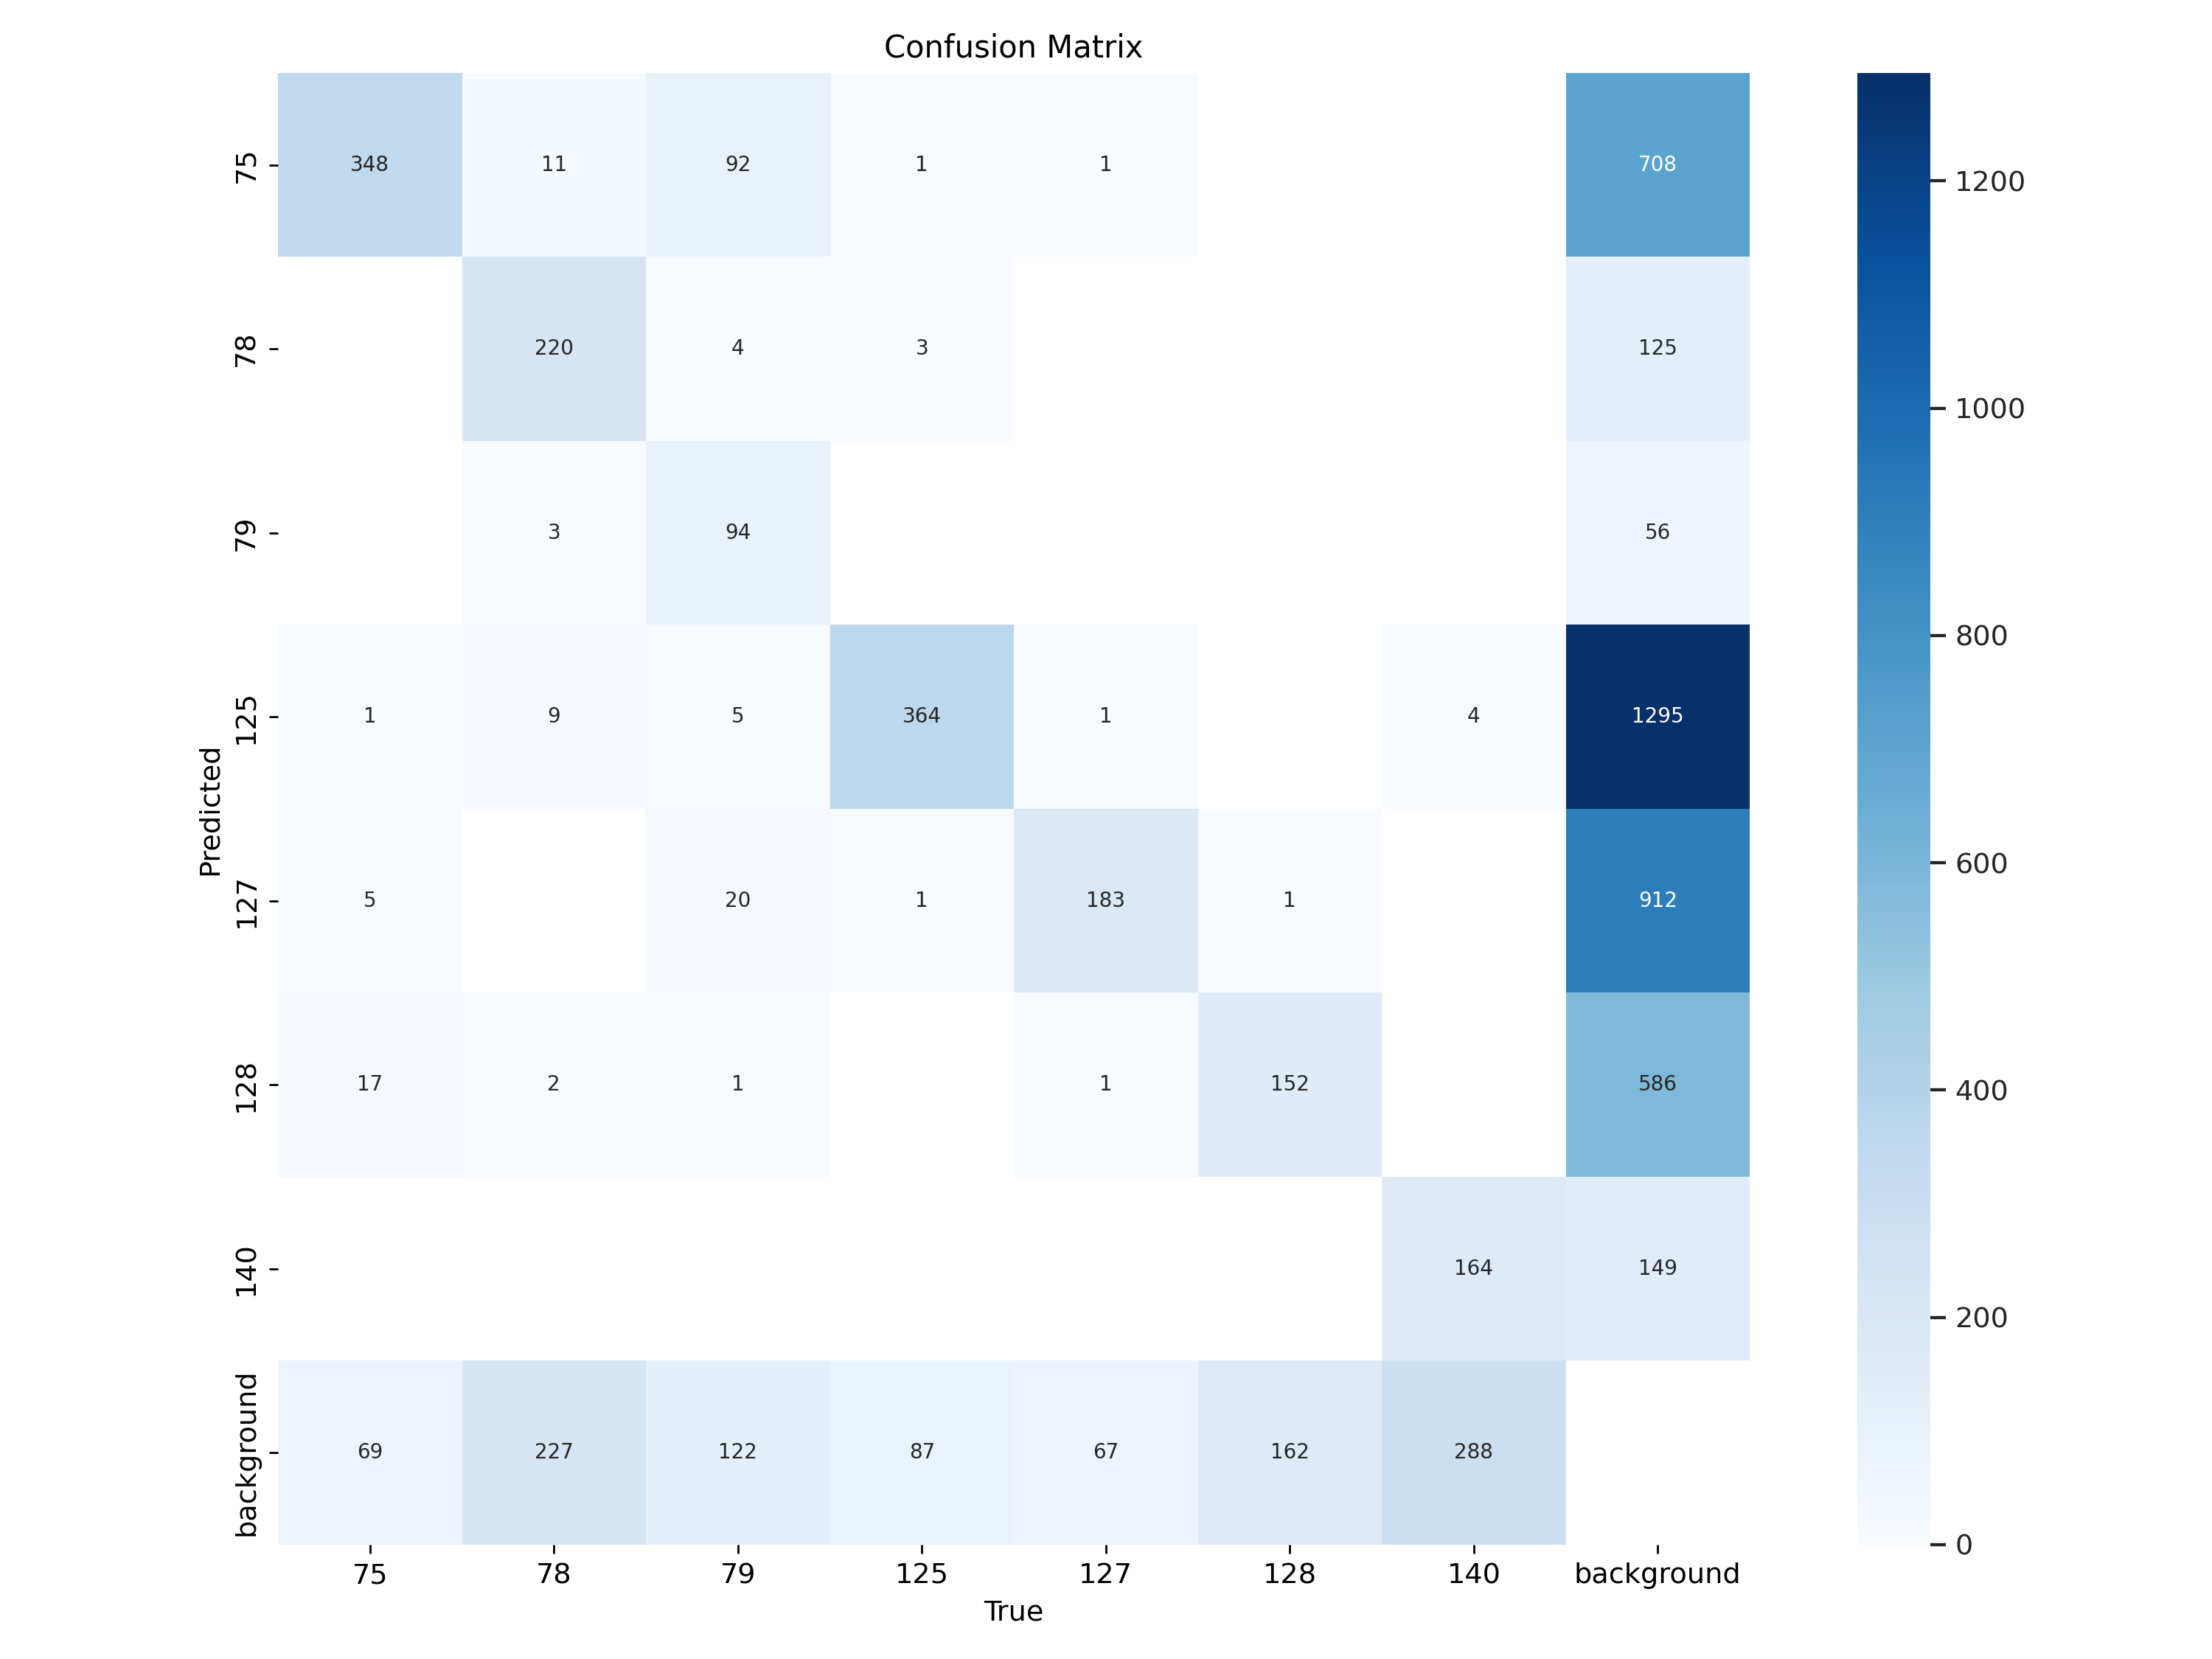 Confusion Matrix
75 348 11 92 1 1 708
78 220 4 3 125
79 3 94 56
125 1 9 5 364 1 4 1295
127 5 20 1 183 1 912
128 17 2 1 1 152 586
140 164 149
background 69 227 122 87 67 162 288
75 78 79 125 127 128 140 background
True
Predicted
1200
1000
800
600
400
200
0